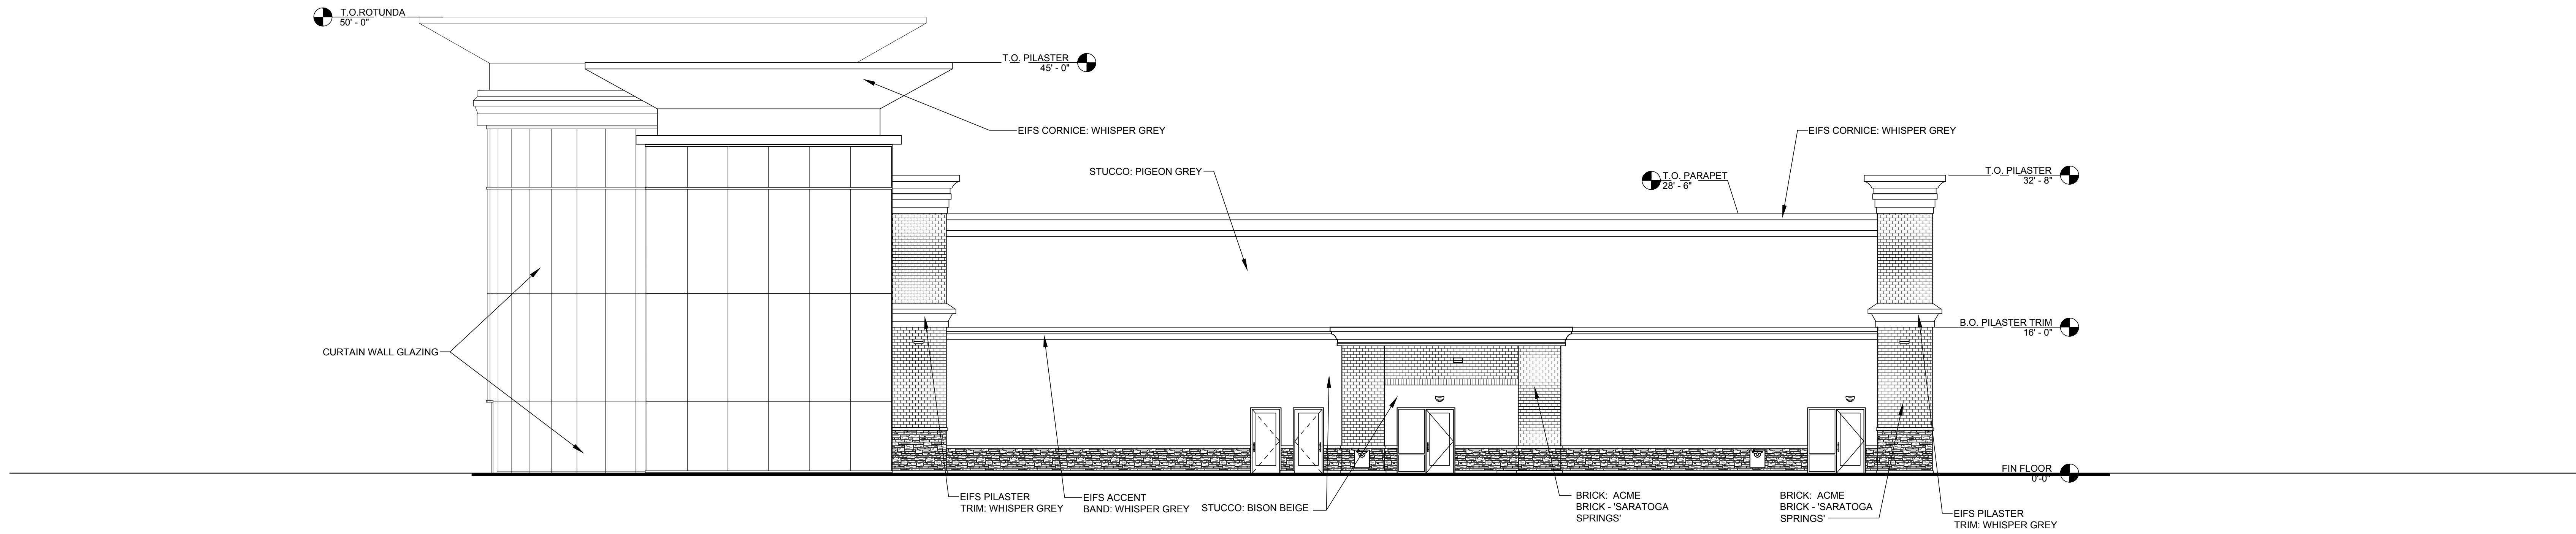 T.O.ROTUNDA
50' - 0"
T.O. PILASTER
45' - 0"
EIFS CORNICE: WHISPER GREY
EIFS CORNICE: WHISPER GREY
STUCCO: PIGEON GREY
T.O. PARAPET
28' - 6"
T.O. PILASTER
32' - 8"
B.O. PILASTER TRIM
16' - 0"
CURTAIN WALL GLAZING
FIN FLOOR
0'-0"
EIFS PILASTER
TRIM: WHISPER GREY
EIFS ACCENT
BAND: WHISPER GREY
STUCCO: BISON BEIGE
BRICK: ACME
BRICK - 'SARATOGA
SPRINGS'
BRICK: ACME
BRICK - 'SARATOGA
SPRINGS'
EIFS PILASTER
TRIM: WHISPER GREY